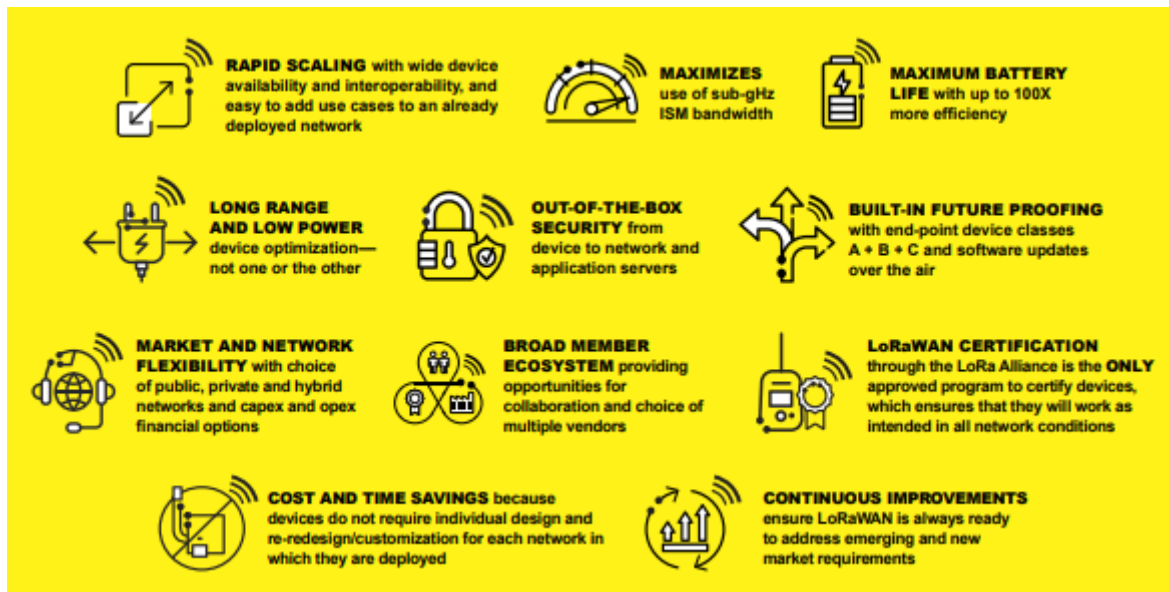 RAPID SCALING with wide device
availability and interoperability, and
easy to add use cases to an already
deployed network
MAXIMIZES
use of sub-gHz
ISM bandwidth
MAXIMUM BATTERY
LIFE with up to 100X
more efficiency
LONG RANGE
AND LOW POWER
device optimization—
not one or the other
OUT-OF-THE-BOX
SECURITY from
device to network and
application servers
BUILT-IN FUTURE PROOFING
with end-point device classes
A + B + C and software updates
over the air
MARKET AND NETWORK
FLEXIBILITY with choice
of public, private and hybrid
networks and capex and opex
financial options
BROAD MEMBER
ECOSYSTEM providing
opportunities for
collaboration and choice of
multiple vendors
LoRaWAN CERTIFICATION
through the LoRa Alliance is the ONLY
approved program to certify devices,
which ensures that they will work as
intended in all network conditions
COST AND TIME SAVINGS because
devices do not require individual design and
re-redesign/customization for each network in
which they are deployed
CONTINUOUS IMPROVEMENTS
ensure LoRaWAN is always ready
to address emerging and new
market requirements